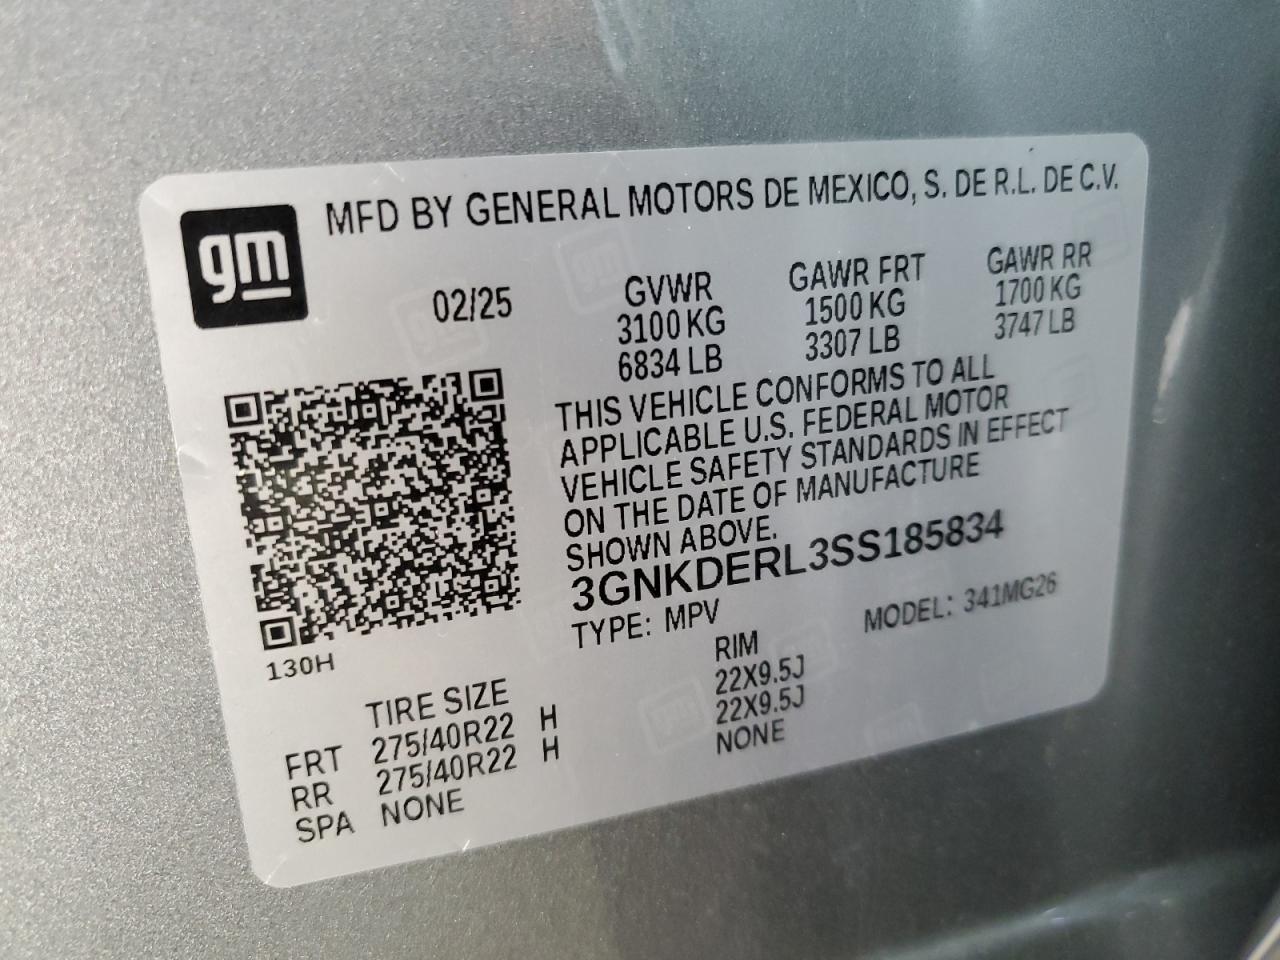 gm
MFD BY GENERAL MOTORS DE MEXICO, S. DE R.L. DE C.V.
02/25
GVWR
3100 KG
6834 LB
GAWR FRT
1500 KG
3307 LB
GAWR RR
1700 KG
3747 LB
THIS VEHICLE CONFORMS TO ALL
APPLICABLE U.S. FEDERAL MOTOR
VEHICLE SAFETY STANDARDS IN EFFECT
ON THE DATE OF MANUFACTURE
SHOWN ABOVE.
3GNKDERL3SS185834
TYPE: MPV
MODEL: 341MG26
130H
TIRE SIZE
RIM
FRT 275/40R22 H 22X9.5J
RR 275/40R22 H 22X9.5J
SPA NONE NONE